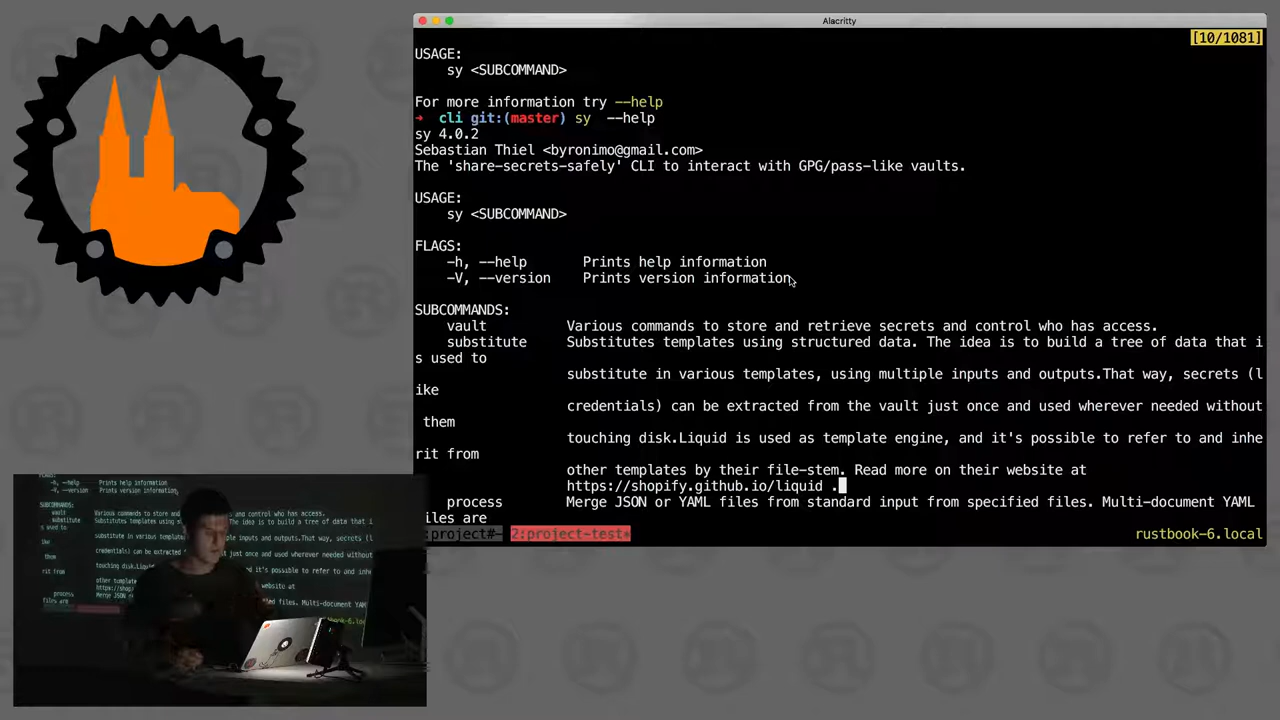 Alacritty
[10/1081]
USAGE:
sy <SUBCOMMAND>
For more information try --help
➜ cli git:(master) sy --help
sy 4.0.2
Sebastian Thiel <byronimo@gmail.com>
The 'share-secrets-safely' CLI to interact with GPG/pass-like vaults.
USAGE:
sy <SUBCOMMAND>
FLAGS:
-h, --help Prints help information
-V, --version Prints version information
SUBCOMMANDS:
vault Various commands to store and retrieve secrets and control who has access.
substitute Substitutes templates using structured data. The idea is to build a tree of data that i
s used to
substitute in various templates, using multiple inputs and outputs.That way, secrets (l
ike
credentials) can be extracted from the vault just once and used wherever needed without
them
touching disk.Liquid is used as template engine, and it's possible to refer to and inhe
rit from
other templates by their file-stem. Read more on their website at
https://shopify.github.io/liquid .
process Merge JSON or YAML files from standard input from specified files. Multi-document YAML
files are
:project#- 2:project-test* rustbook-6.local